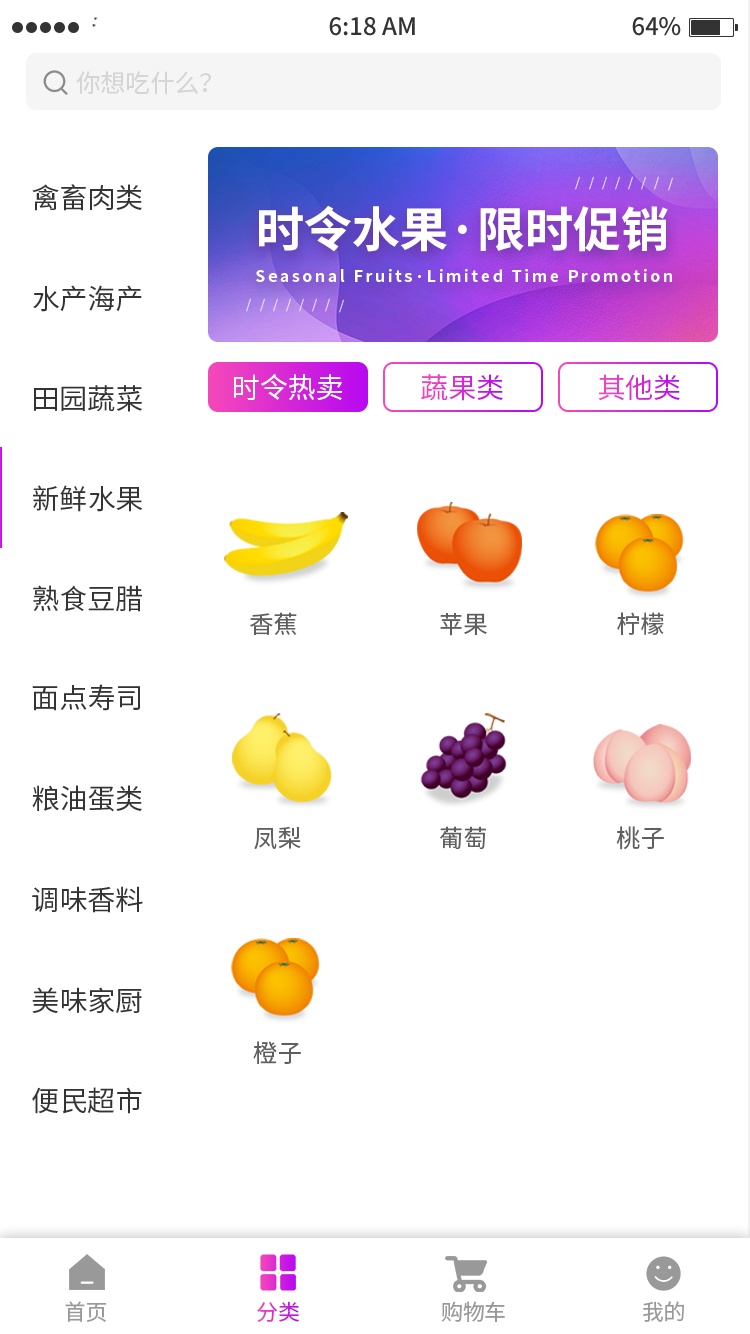 6:18 AM
64%
你想吃什么?
禽畜肉类
水产海产
田园蔬菜
新鲜水果
熟食豆腊
面点寿司
粮油蛋类
调味香料
美味家厨
便民超市
时令水果·限时促销
Seasonal Fruits·Limited Time Promotion
时令热卖 蔬果类 其他类
香蕉 苹果 柠檬
凤梨 葡萄 桃子
橙子
首页 分类 购物车 我的